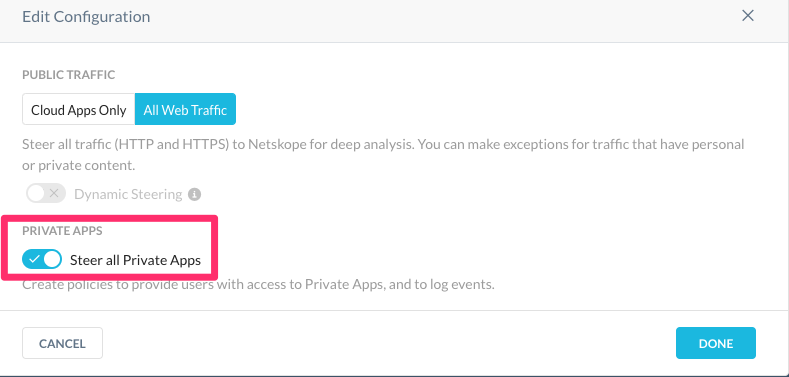 Edit Configuration
PUBLIC TRAFFIC
Cloud Apps Only All Web Traffic
Steer all traffic (HTTP and HTTPS) to Netskope for deep analysis. You can make exceptions for traffic that have personal
or private content.
Dynamic Steering
PRIVATE APPS
Steer all Private Apps
Create policies to provide users with access to Private Apps, and to log events.
CANCEL DONE